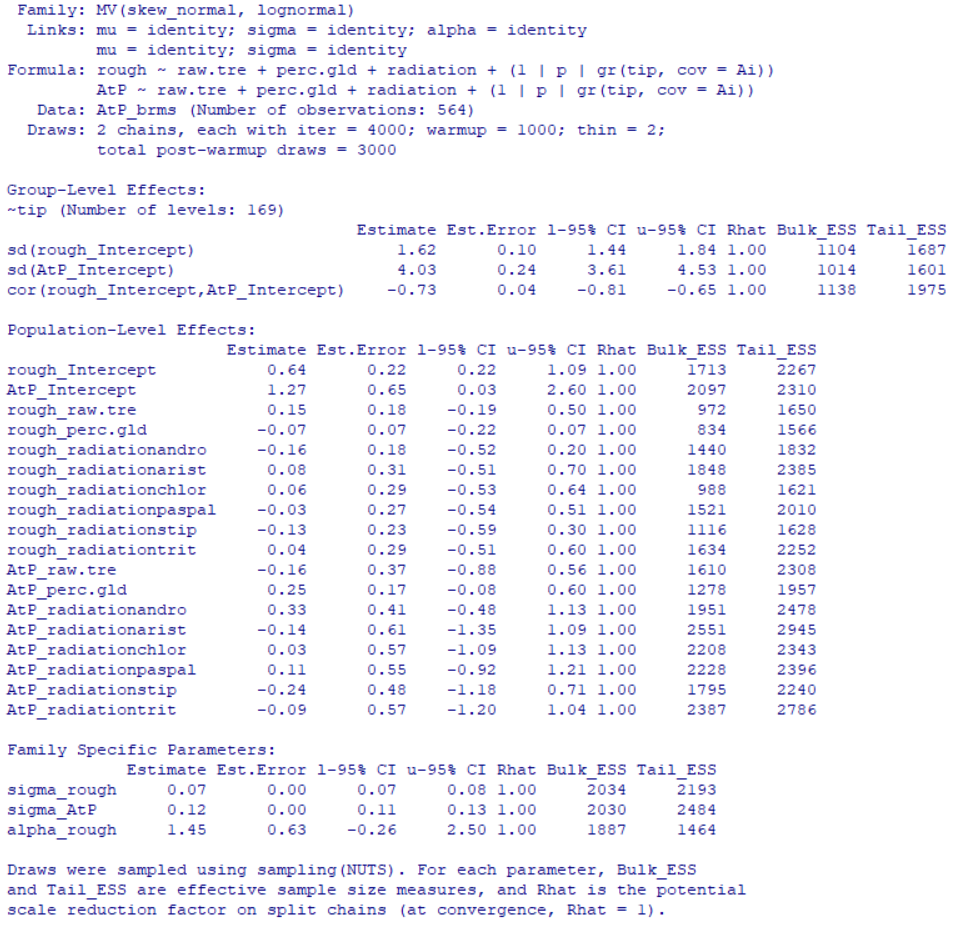 Family: MV(skew_normal, lognormal)
Links: mu = identity; sigma = identity; alpha = identity
mu = identity; sigma = identity
Formula: rough ~ raw.tre + perc.gld + radiation + (1 | p | gr(tip, cov = Ai))
AtP ~ raw.tre + perc.gld + radiation + (1 | p | gr(tip, cov = Ai))
Data: AtP_brms (Number of observations: 564)
Draws: 2 chains, each with iter = 4000; warmup = 1000; thin = 2;
total post-warmup draws = 3000
Group-Level Effects:
~tip (Number of levels: 169)
Estimate Est.Error l-95% CI u-95% CI Rhat Bulk_ESS Tail_ESS
sd(rough_Intercept) 1.62 0.10 1.44 1.84 1.00 1104 1687
sd(AtP_Intercept) 4.03 0.24 3.61 4.53 1.00 1014 1601
cor(rough_Intercept,AtP_Intercept) -0.73 0.04 -0.81 -0.65 1.00 1138 1975
Population-Level Effects:
Estimate Est.Error l-95% CI u-95% CI Rhat Bulk_ESS Tail_ESS
rough_Intercept 0.64 0.22 0.22 1.09 1.00 1713 2267
AtP_Intercept 1.27 0.65 0.03 2.60 1.00 2097 2310
rough_raw.tre 0.15 0.18 -0.19 0.50 1.00 972 1650
rough_perc.gld -0.07 0.07 -0.22 0.07 1.00 834 1566
rough_radiationandro -0.16 0.18 -0.52 0.20 1.00 1440 1832
rough_radiationarist 0.08 0.31 -0.51 0.70 1.00 1848 2385
rough_radiationchlor 0.06 0.29 -0.53 0.64 1.00 988 1621
rough_radiationpaspal -0.03 0.27 -0.54 0.51 1.00 1521 2010
rough_radiationstip -0.13 0.23 -0.59 0.30 1.00 1116 1628
rough_radiationtrit 0.04 0.29 -0.51 0.60 1.00 1634 2252
AtP_raw.tre -0.16 0.37 -0.88 0.56 1.00 1610 2308
AtP_perc.gld 0.25 0.17 -0.08 0.60 1.00 1278 1957
AtP_radiationandro 0.33 0.41 -0.48 1.13 1.00 1951 2478
AtP_radiationarist -0.14 0.61 -1.35 1.09 1.00 2551 2945
AtP_radiationchlor 0.03 0.57 -1.09 1.13 1.00 2208 2343
AtP_radiationpaspal 0.11 0.55 -0.92 1.21 1.00 2228 2396
AtP_radiationstip -0.24 0.48 -1.18 0.71 1.00 1795 2240
AtP_radiationtrit -0.09 0.57 -1.20 1.04 1.00 2387 2786
Family Specific Parameters:
Estimate Est.Error l-95% CI u-95% CI Rhat Bulk_ESS Tail_ESS
sigma_rough 0.07 0.00 0.07 0.08 1.00 2034 2193
sigma_AtP 0.12 0.00 0.11 0.13 1.00 2030 2484
alpha_rough 1.45 0.63 -0.26 2.50 1.00 1887 1464
Draws were sampled using sampling(NUTS). For each parameter, Bulk_ESS
and Tail_ESS are effective sample size measures, and Rhat is the potential
scale reduction factor on split chains (at convergence, Rhat = 1).